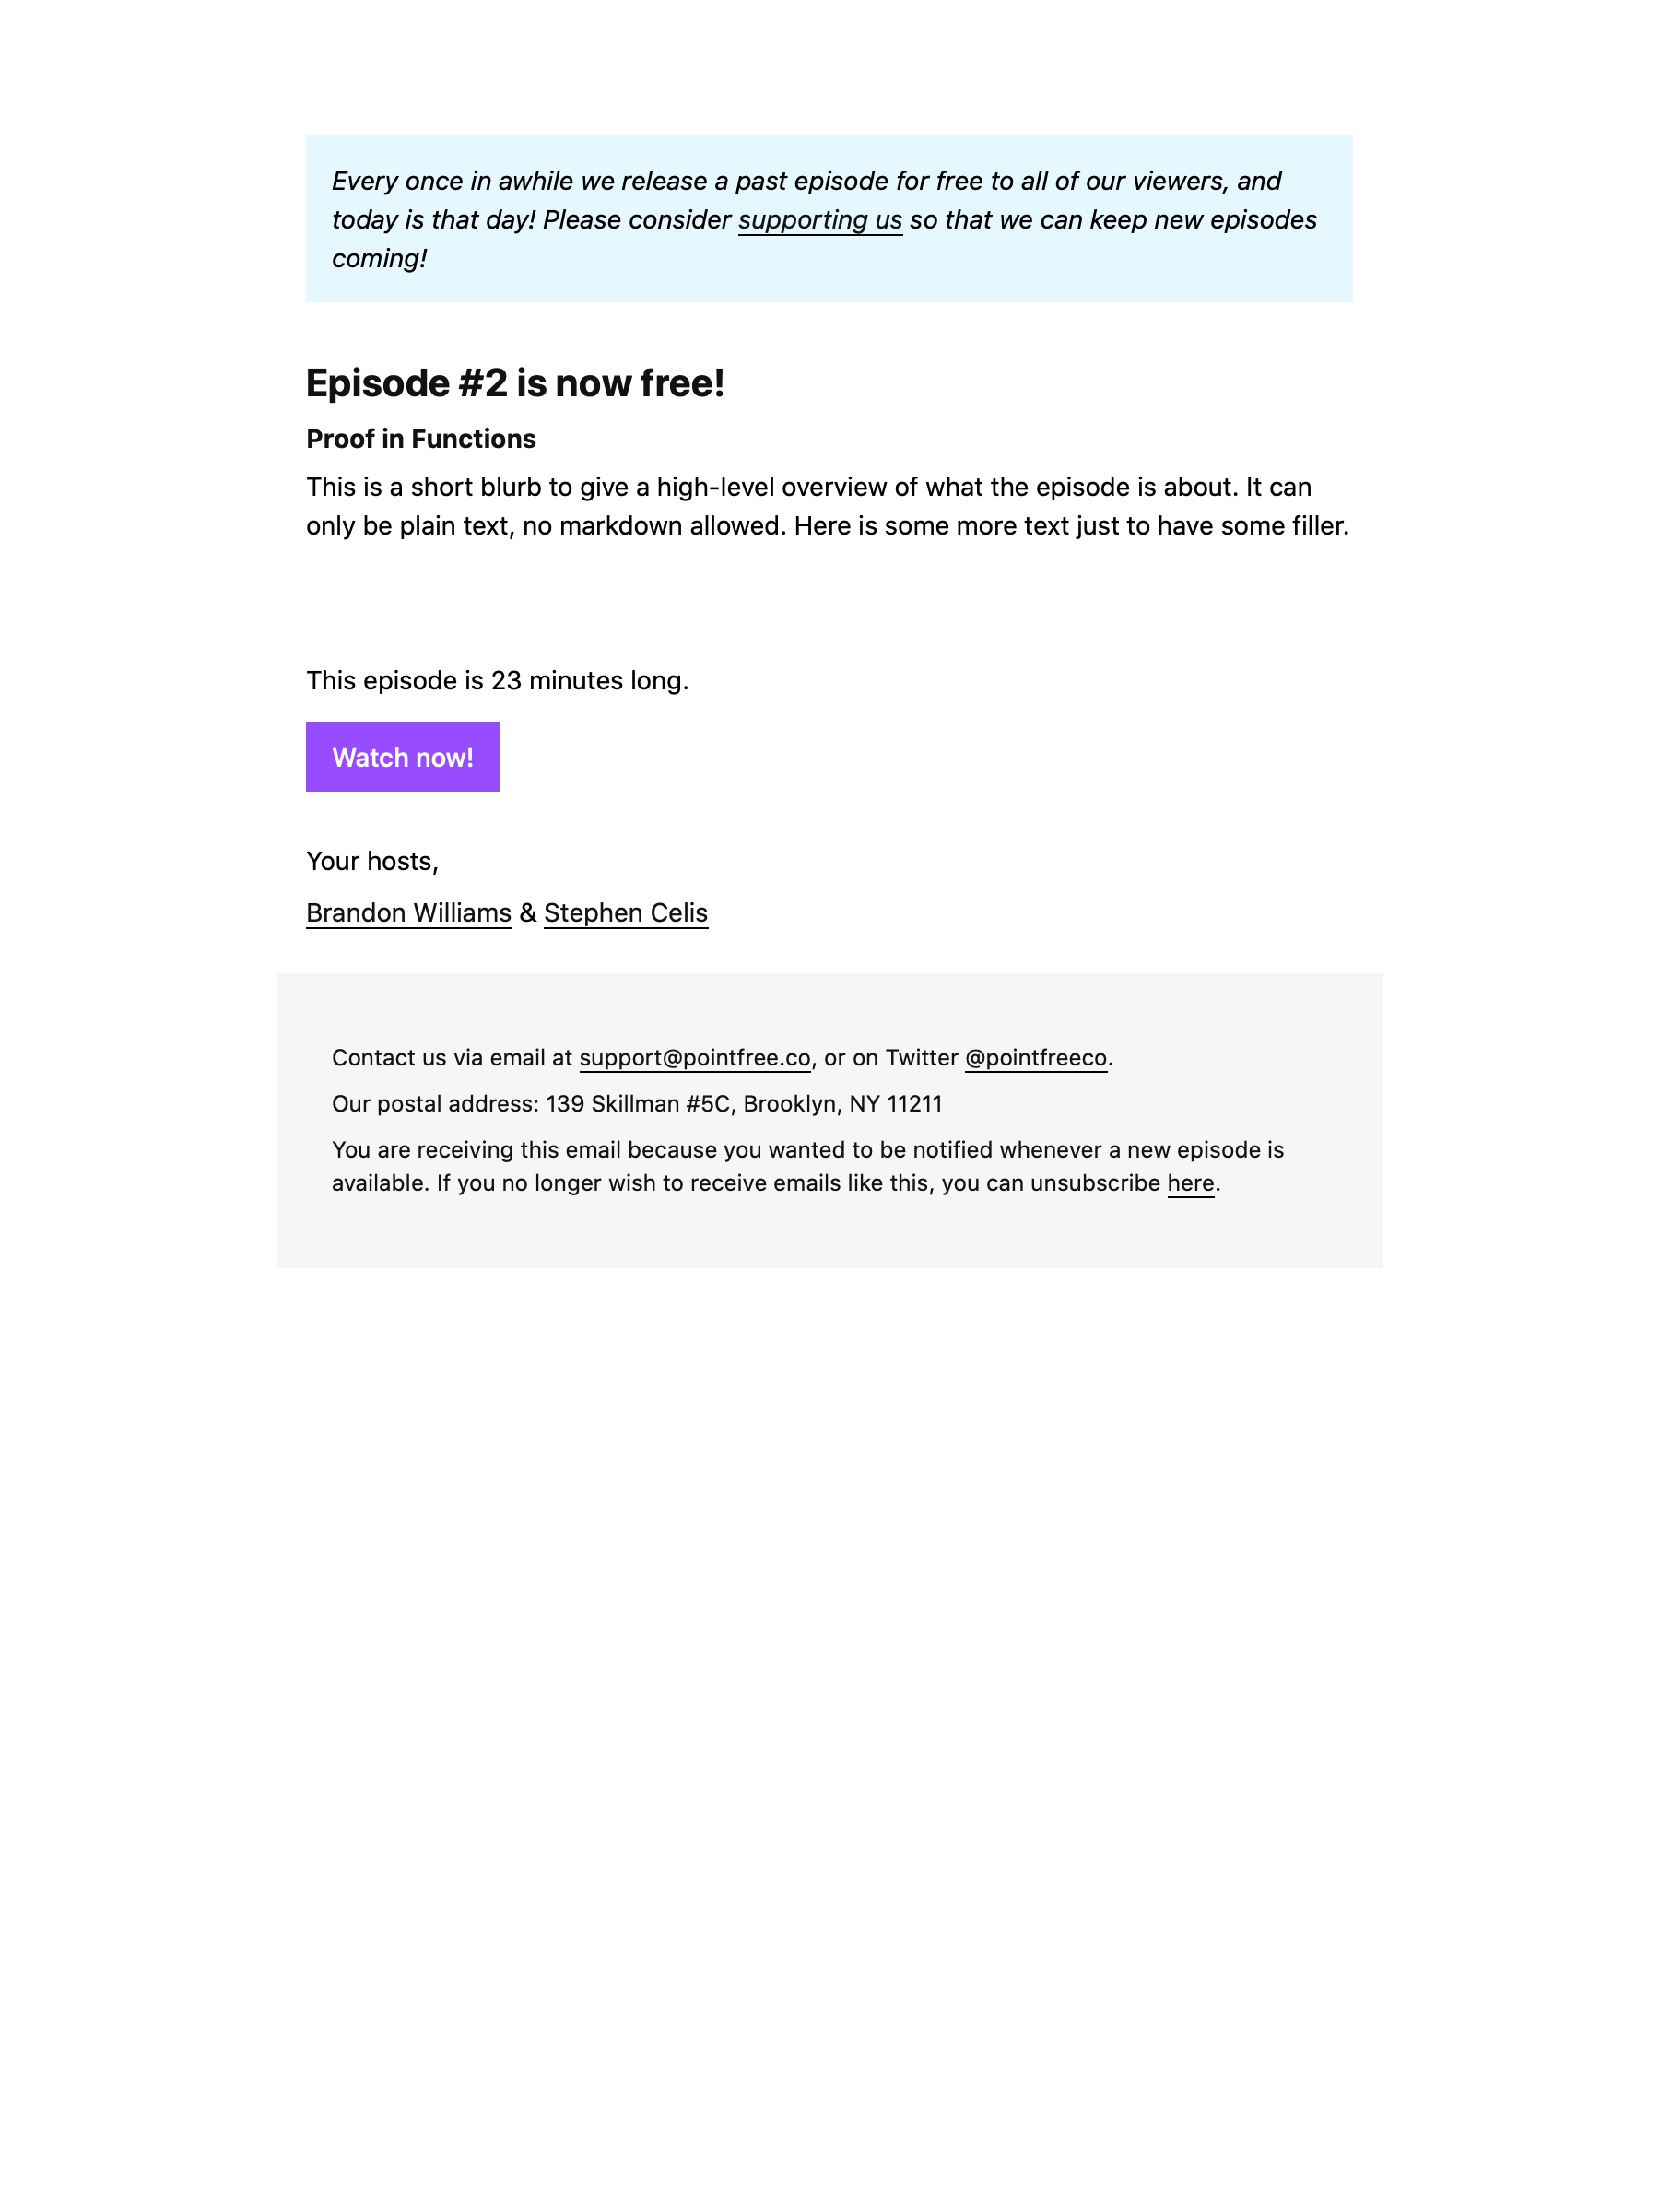 Every once in awhile we release a past episode for free to all of our viewers, and
today is that day! Please consider supporting us so that we can keep new episodes
coming!
Episode #2 is now free!
Proof in Functions
This is a short blurb to give a high-level overview of what the episode is about. It can
only be plain text, no markdown allowed. Here is some more text just to have some filler.
This episode is 23 minutes long.
Watch now!
Your hosts,
Brandon Williams & Stephen Celis
Contact us via email at support@pointfree.co, or on Twitter @pointfreeco.
Our postal address: 139 Skillman #5C, Brooklyn, NY 11211
You are receiving this email because you wanted to be notified whenever a new episode is
available. If you no longer wish to receive emails like this, you can unsubscribe here.